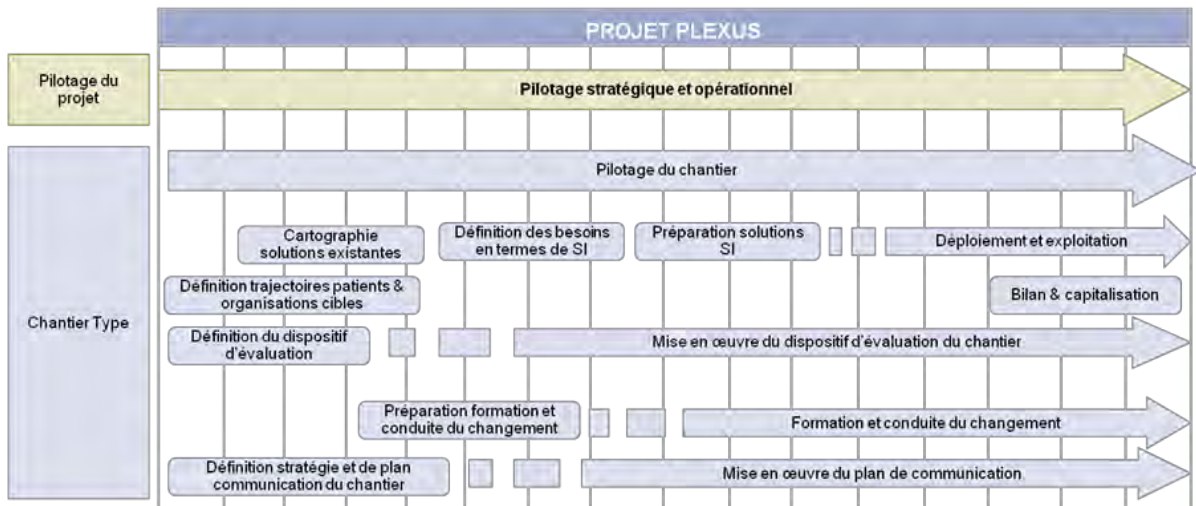 PROJET PLEXUS
Pilotage du
projet
Pilotage stratégique et opérationnel
Chantier Type
Pilotage du chantier
Cartographie
solutions existantes
Définition des besoins
en termes de SI
Préparation solutions
SI
Déploiement et exploitation
Définition trajectoires patients &
organisations cibles
Bilan & capitalisation
Définition du dispositif
d'évaluation
Mise en œuvre du dispositif d'évaluation du chantier
Préparation formation et
conduite du changement
Formation et conduite du changement
Définition stratégie et de plan
communication du chantier
Mise en œuvre du plan de communication